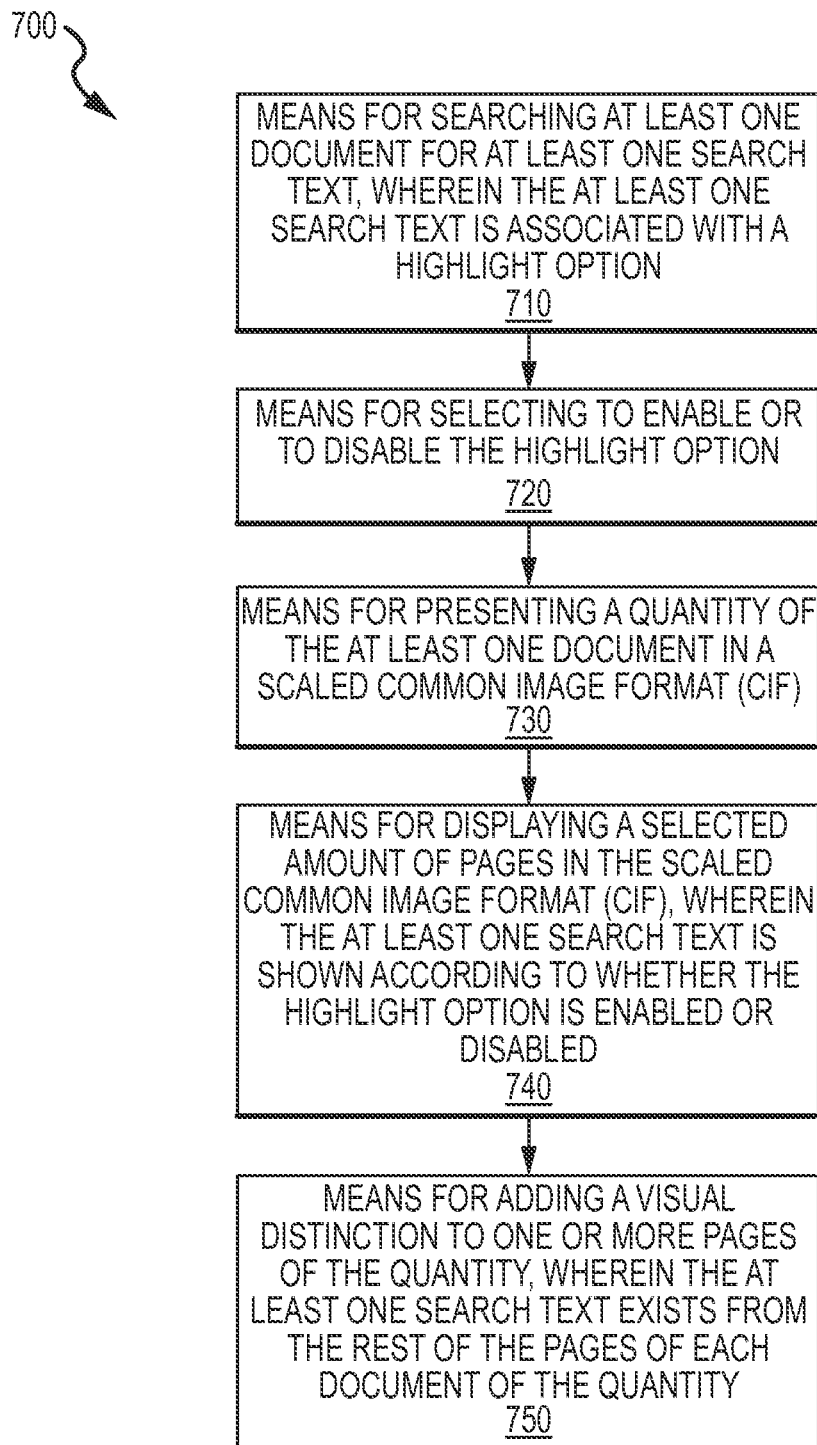 700
MEANS FOR SEARCHING AT LEAST ONE
DOCUMENT FOR AT LEAST ONE SEARCH
TEXT, WHEREIN THE AT LEAST ONE
SEARCH TEXT IS ASSOCIATED WITH A
HIGHLIGHT OPTION
710
MEANS FOR SELECTING TO ENABLE OR
TO DISABLE THE HIGHLIGHT OPTION
720
MEANS FOR PRESENTING A QUANTITY OF
THE AT LEAST ONE DOCUMENT IN A
SCALED COMMON IMAGE FORMAT (CIF)
730
MEANS FOR DISPLAYING A SELECTED
AMOUNT OF PAGES IN THE SCALED
COMMON IMAGE FORMAT (CIF), WHEREIN
THE AT LEAST ONE SEARCH TEXT IS
SHOWN ACCORDING TO WHETHER THE
HIGHLIGHT OPTION IS ENABLED OR
DISABLED
740
MEANS FOR ADDING A VISUAL
DISTINCTION TO ONE OR MORE PAGES
OF THE QUANTITY, WHEREIN THE AT
LEAST ONE SEARCH TEXT EXISTS FROM
THE REST OF THE PAGES OF EACH
DOCUMENT OF THE QUANTITY
750